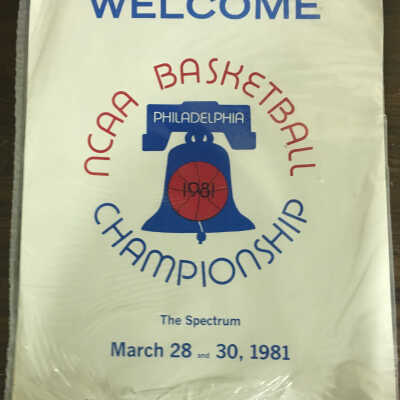 WELCOME
NCAA BASKETBALL
PHILADELPHIA
1981
CHAMPIONSHIP
The Spectrum
March 28 and 30, 1981